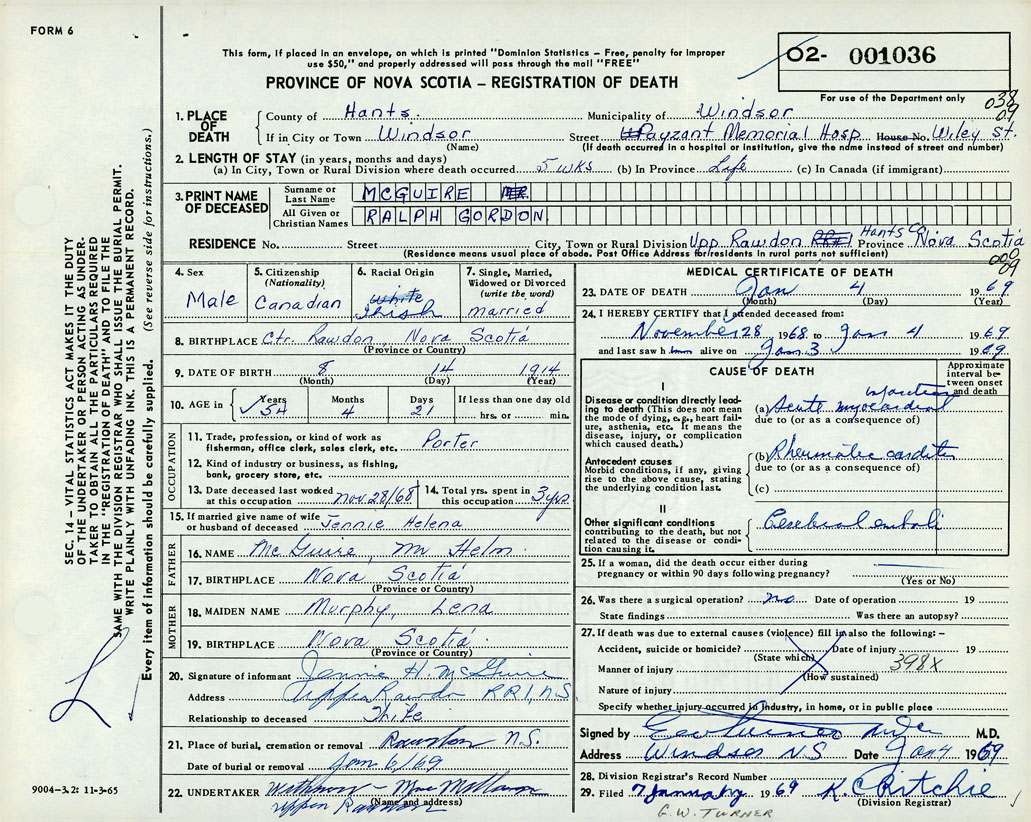 FORM 6
This form, if placed in an envelope, on which is printed "Dominion Statistics – Free, penalty for improper
use $50," and properly addressed will pass through the mail "FREE"
PROVINCE OF NOVA SCOTIA – REGISTRATION OF DEATH
O2- 001036
For use of the Department only
038
09
1. PLACE OF DEATH
County of Hants. Municipality of Windsor
If in City or Town Windsor Street Payzant Memorial Hosp House No. Wiley St.
(Name) (If death occurred in a hospital or institution, give the name instead of street and number)
2. LENGTH OF STAY (in years, months and days)
(a) In City, Town or Rural Division where death occurred 5 wks (b) In Province Life (c) In Canada (if immigrant)
3. PRINT NAME OF DECEASED
Surname or Last Name MCGUIRE MR.
All Given or Christian Names RALPH GORDON
RESIDENCE No. Street City, Town or Rural Division Upp. Rawdon RR#1 Hants Co Province Nova Scotia
(Residence means usual place of abode. Post Office Address for residents in rural parts not sufficient)
000
09
4. Sex Male
5. Citizenship (Nationality) Canadian
6. Racial Origin White Irish
7. Single, Married, Widowed or Divorced (write the word) married
8. BIRTHPLACE Ctr. Rawdon, Nova Scotia
(Province or Country)
9. DATE OF BIRTH 8 14 1914
(Month) (Day) (Year)
10. AGE in Years 54 Months 4 Days 21 If less than one day old hrs. or min.
OCCUPATION
11. Trade, profession, or kind of work as fisherman, office clerk, sales clerk, etc. Porter
12. Kind of industry or business, as fishing, bank, grocery store, etc.
13. Date deceased last worked at this occupation Nov 28/68
14. Total yrs. spent in this occupation 3 yrs
15. If married give name of wife or husband of deceased Jennie Helena
FATHER
16. NAME McGuire, Mr Helm
17. BIRTHPLACE Nova Scotia
(Province or Country)
MOTHER
18. MAIDEN NAME Murphy, Lena
19. BIRTHPLACE Nova Scotia
(Province or Country)
20. Signature of informant Jennie H. McGuire
Address Upper Rawdon RR1, N.S.
Relationship to deceased Wife
21. Place of burial, cremation or removal Rawdon N.S.
Date of burial or removal Jan 6/69
22. UNDERTAKER
(Name and address)
Upper Rawdon
MEDICAL CERTIFICATE OF DEATH
23. DATE OF DEATH Jan 4 1969
(Month) (Day) (Year)
24. I HEREBY CERTIFY that I attended deceased from:
November 28, 1968 to Jan 4 1969
and last saw him alive on Jan 3 1969
CAUSE OF DEATH
Approximate interval between onset and death
I
Disease or condition directly leading to death (This does not mean the mode of dying, e.g., heart failure, asthenia, etc. It means the disease, injury, or complication which caused death.)
(a) Acute myocardial infarction
due to (or as a consequence of)
Antecedent causes
Morbid conditions, if any, giving rise to the above cause, stating the underlying condition last.
(b) Rheumatic carditis
due to (or as a consequence of)
(c)
II
Other significant conditions contributing to the death, but not related to the disease or condition causing it.
Cerebral emboli
25. If a woman, did the death occur either during pregnancy or within 90 days following pregnancy?
(Yes or No)
26. Was there a surgical operation? no Date of operation 19
State findings Was there an autopsy?
27. If death was due to external causes (violence) fill in also the following: –
Accident, suicide or homicide? Date of injury 19
(State which)
Manner of injury 398X
(How sustained)
Nature of injury
Specify whether injury occurred in Industry, in home, or in public place
Signed by M.D.
Address Windsor N.S. Date Jan 4 1969
28. Division Registrar's Record Number
29. Filed 7 January 1969 K. C Ritchie
(Division Registrar)
G.W. TURNER
SEC. 14 – VITAL STATISTICS ACT MAKES IT THE DUTY
OF THE UNDERTAKER OR PERSON ACTING AS UNDER-
TAKER TO OBTAIN ALL THE PARTICULARS REQUIRED
IN THE "REGISTRATION OF DEATH" AND TO FILE THE
SAME WITH THE DIVISION REGISTRAR WHO SHALL ISSUE THE BURIAL PERMIT.
WRITE PLAINLY WITH UNFADING INK. THIS IS A PERMANENT RECORD.
Every item of information should be carefully supplied. (See reverse side for instructions.)
9004-3.2: 11-3-65